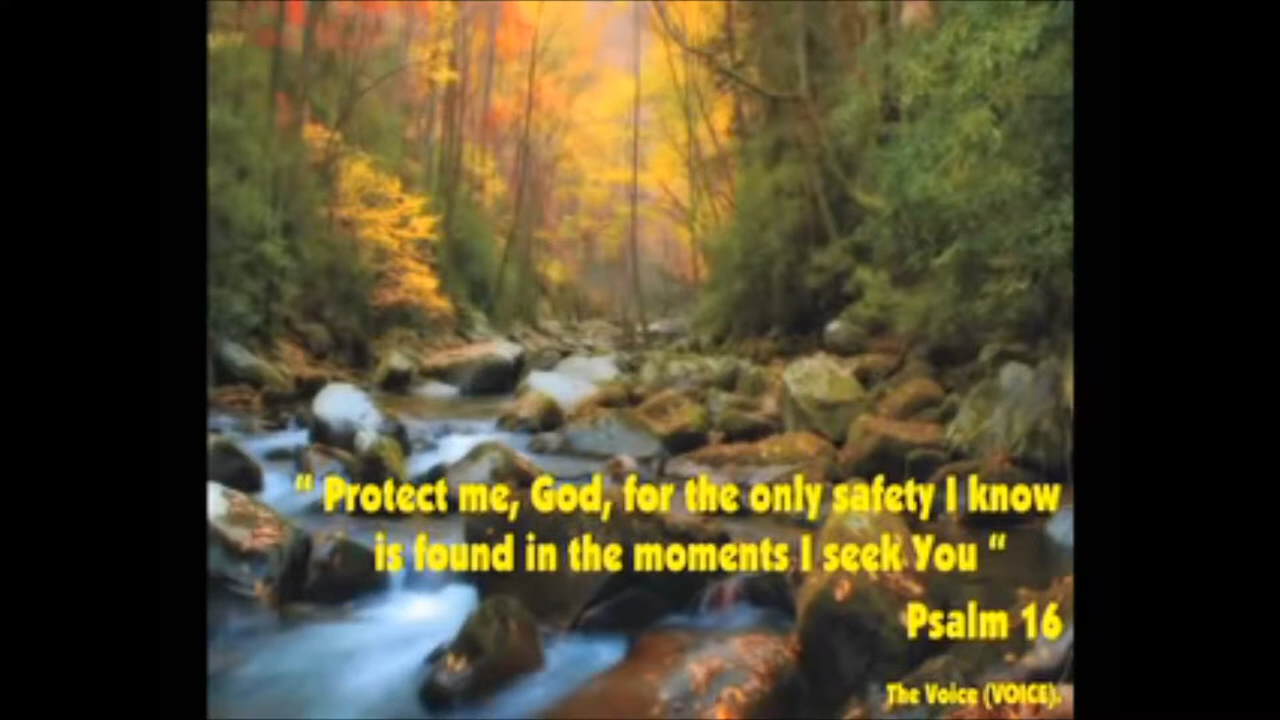 “ Protect me, God, for the only safety I know
is found in the moments I seek You “
Psalm 16
The Voice (VOICE).